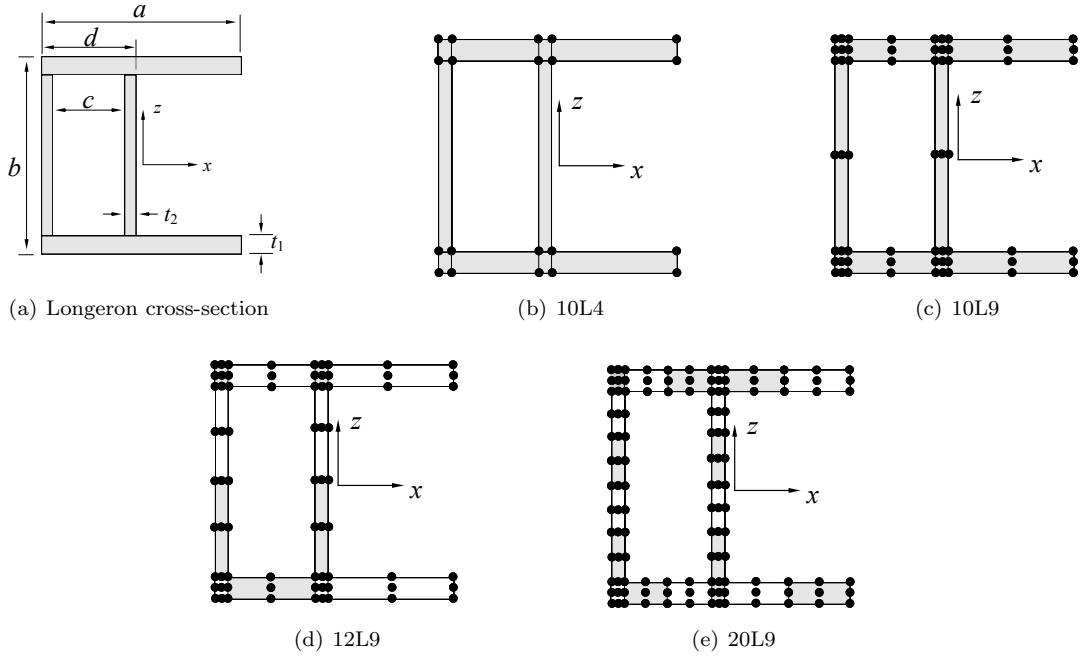 a
d
c
z
b
x
t₂
t₁
z
x
z
x
(a) Longeron cross-section
(b) 10L4
(c) 10L9
z
x
z
x
(d) 12L9
(e) 20L9